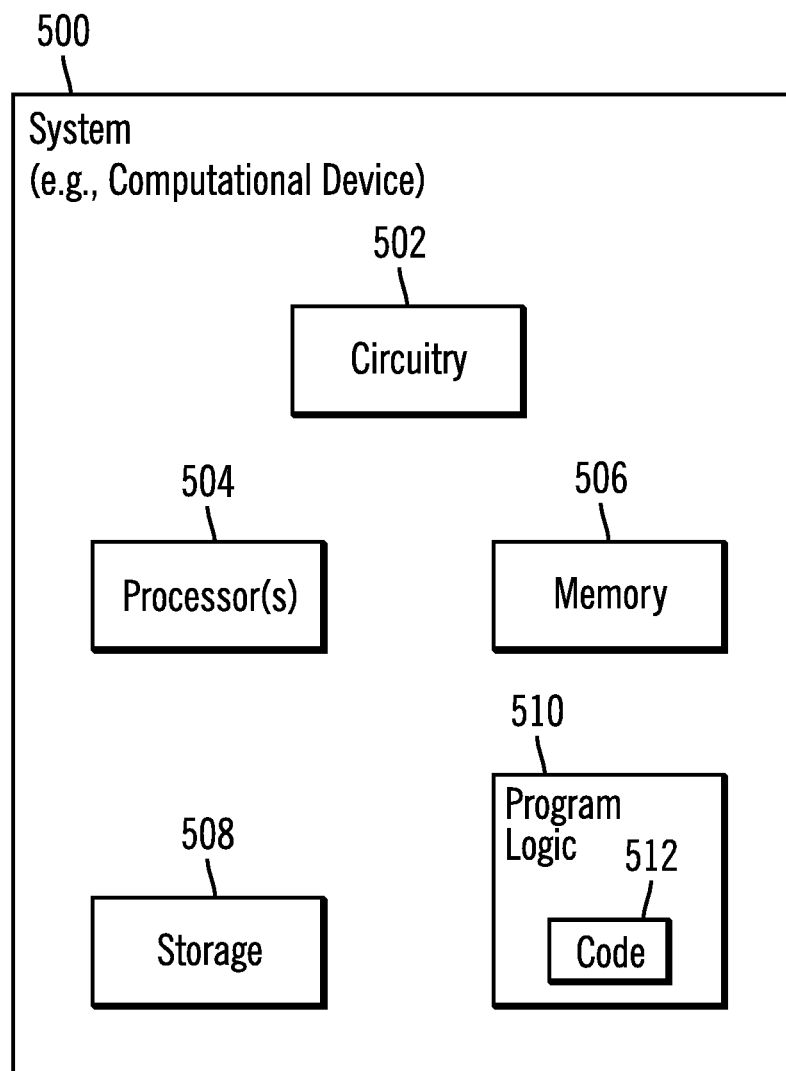 500
System
(e.g., Computational Device)
502
Circuitry
504
506
Processor(s)
Memory
510
Program
Logic
508
512
Storage
Code